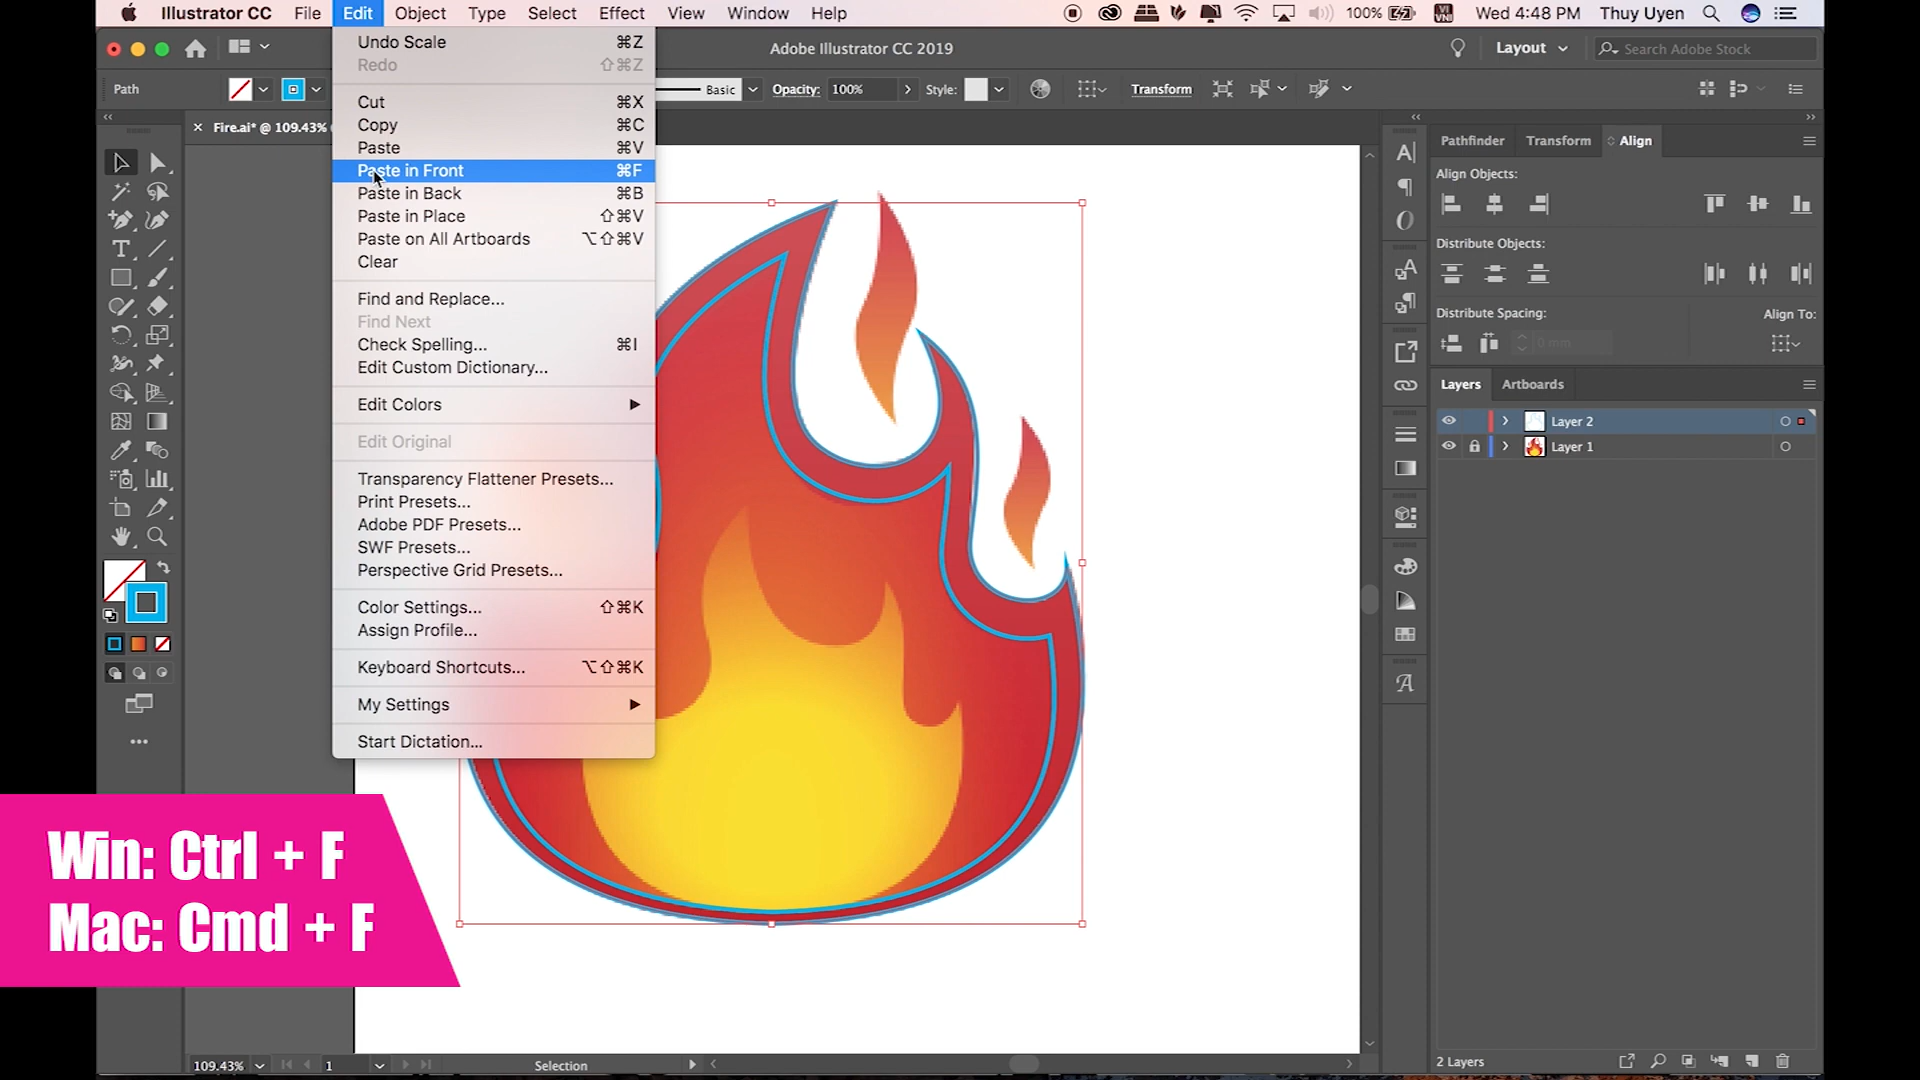 Illustrator CC File Edit Object Type Select Effect View Window Help 100% VI VNI Wed 4:48 PM Thuy Uyen
Adobe Illustrator CC 2019 Layout Search Adobe Stock
Path Basic Opacity: 100% Style: Transform
Fire.ai* @ 109.43%
Undo Scale ⌘Z
Redo ⇧⌘Z
Cut ⌘X
Copy ⌘C
Paste ⌘V
Paste in Front ⌘F
Paste in Back ⌘B
Paste in Place ⇧⌘V
Paste on All Artboards ⌥⇧⌘V
Clear
Find and Replace...
Find Next
Check Spelling... ⌘I
Edit Custom Dictionary...
Edit Colors
Edit Original
Transparency Flattener Presets...
Print Presets...
Adobe PDF Presets...
SWF Presets...
Perspective Grid Presets...
Color Settings... ⇧⌘K
Assign Profile...
Keyboard Shortcuts... ⌥⇧⌘K
My Settings
Start Dictation...
Pathfinder Transform Align
Align Objects:
Distribute Objects:
Distribute Spacing: Align To:
0 mm
Layers Artboards
Layer 2
Layer 1
Win: Ctrl + F
Mac: Cmd + F
109.43% 1 Selection
2 Layers